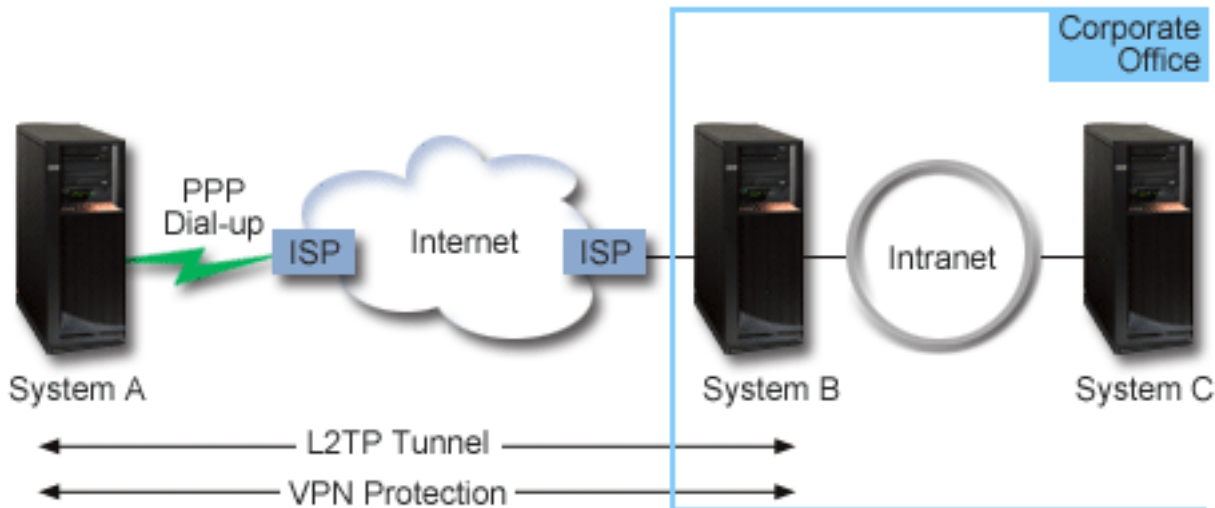 Corporate
Office
PPP
Dial-up
ISP
Internet
ISP
Intranet
System A
System B
System C
L2TP Tunnel
VPN Protection